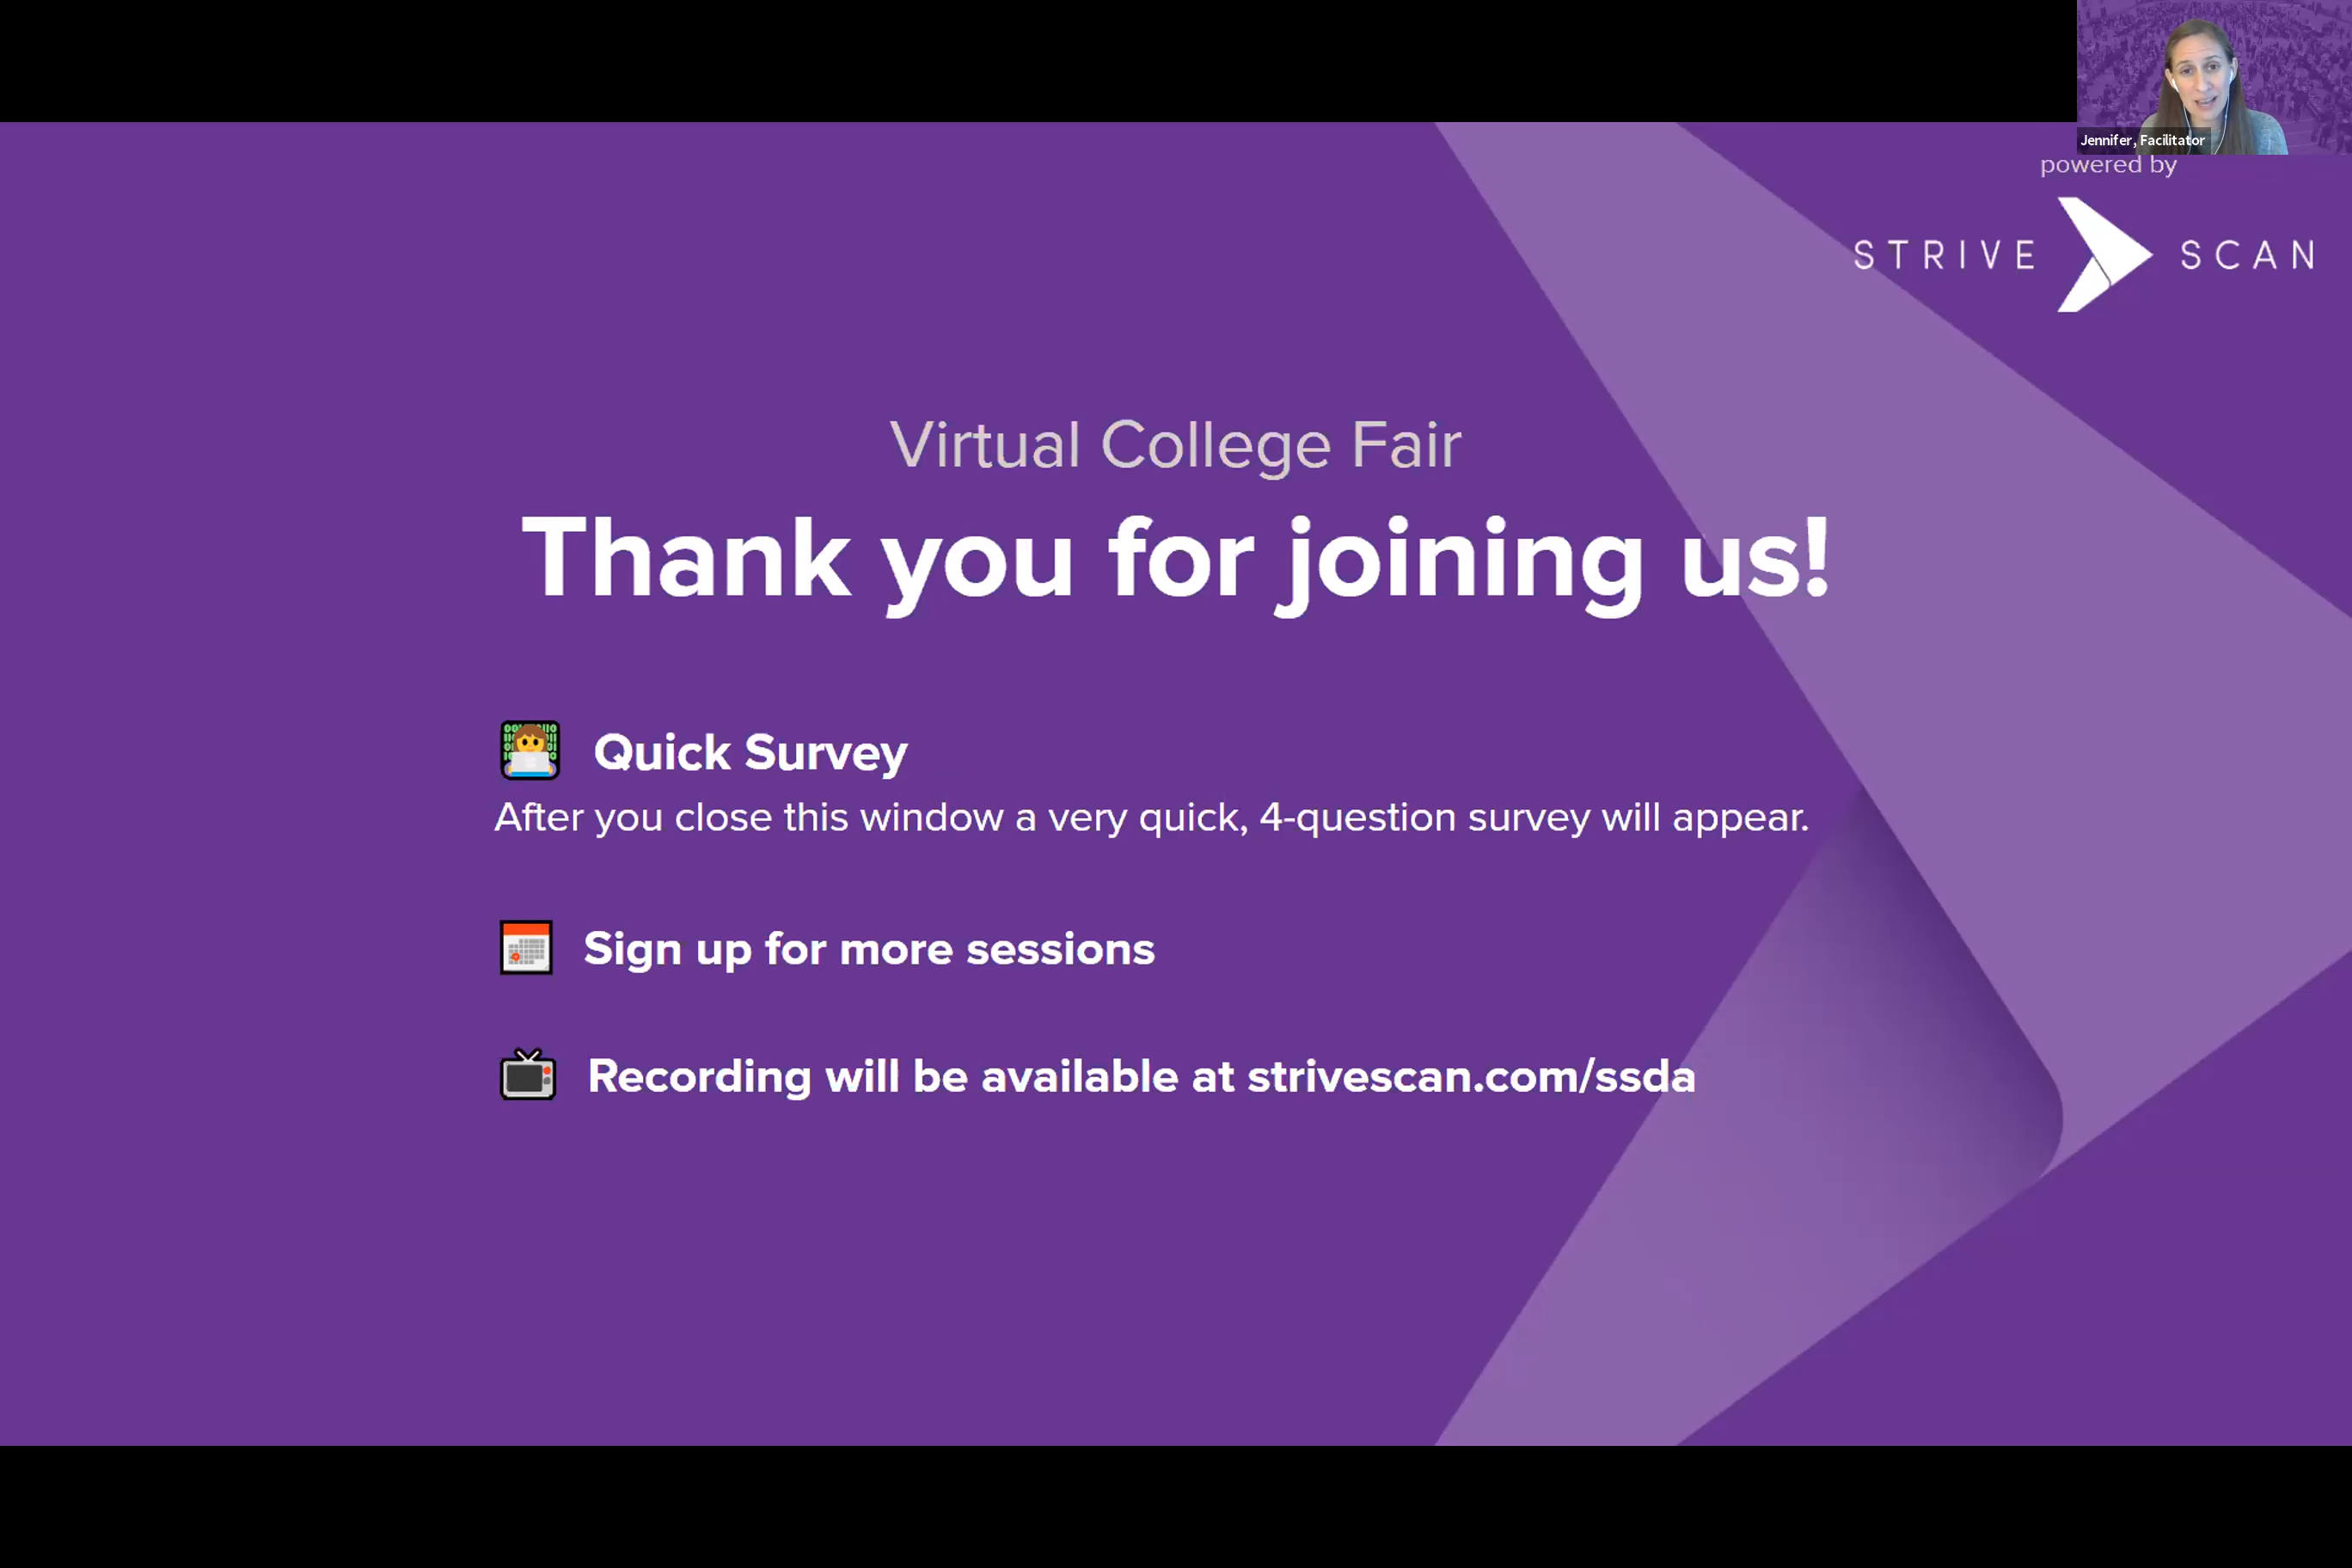 Jennifer, Facilitator
powered by
STRIVE SCAN
Virtual College Fair
Thank you for joining us!
Quick Survey
After you close this window a very quick, 4-question survey will appear.
Sign up for more sessions
Recording will be available at strivescan.com/ssda